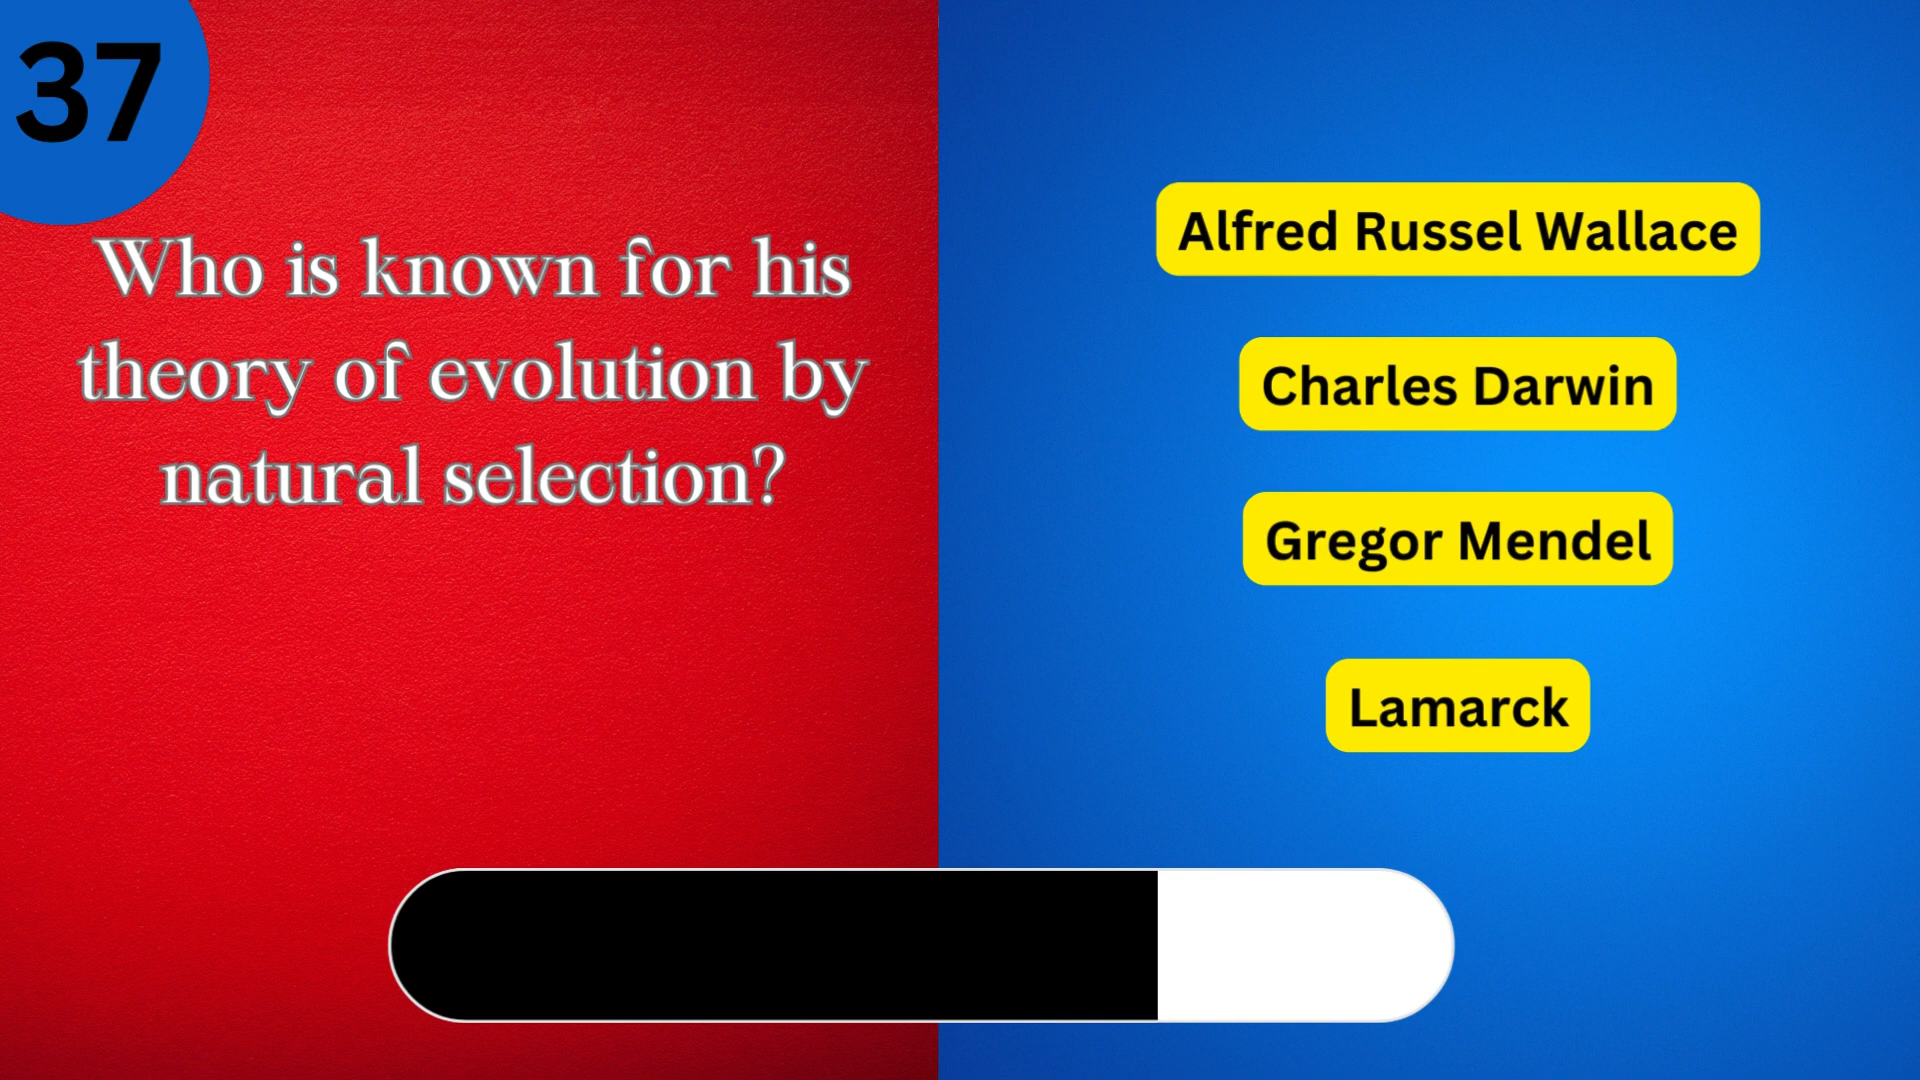 37
Who is known for his
theory of evolution by
natural selection?
Alfred Russel Wallace
Charles Darwin
Gregor Mendel
Lamarck